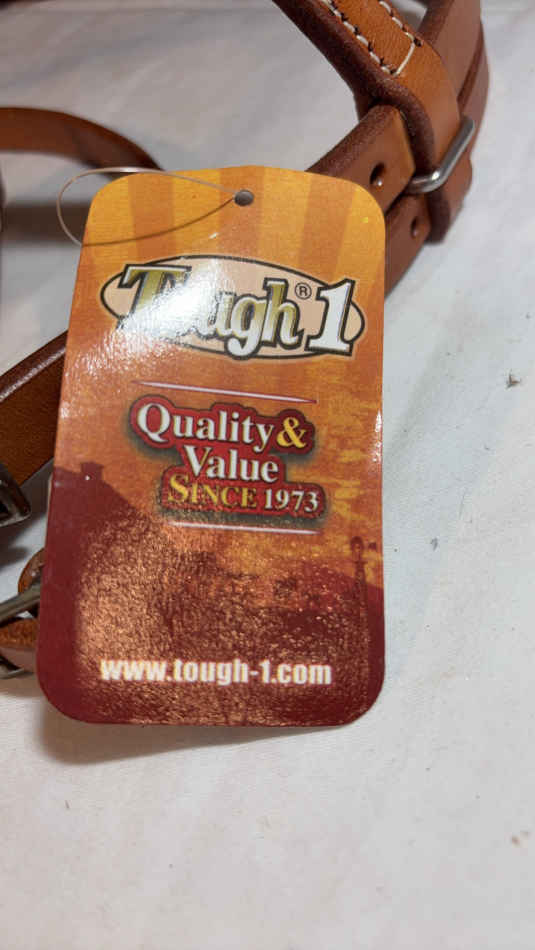 Tough® 1
Quality &
Value
SINCE 1973
www.tough-1.com